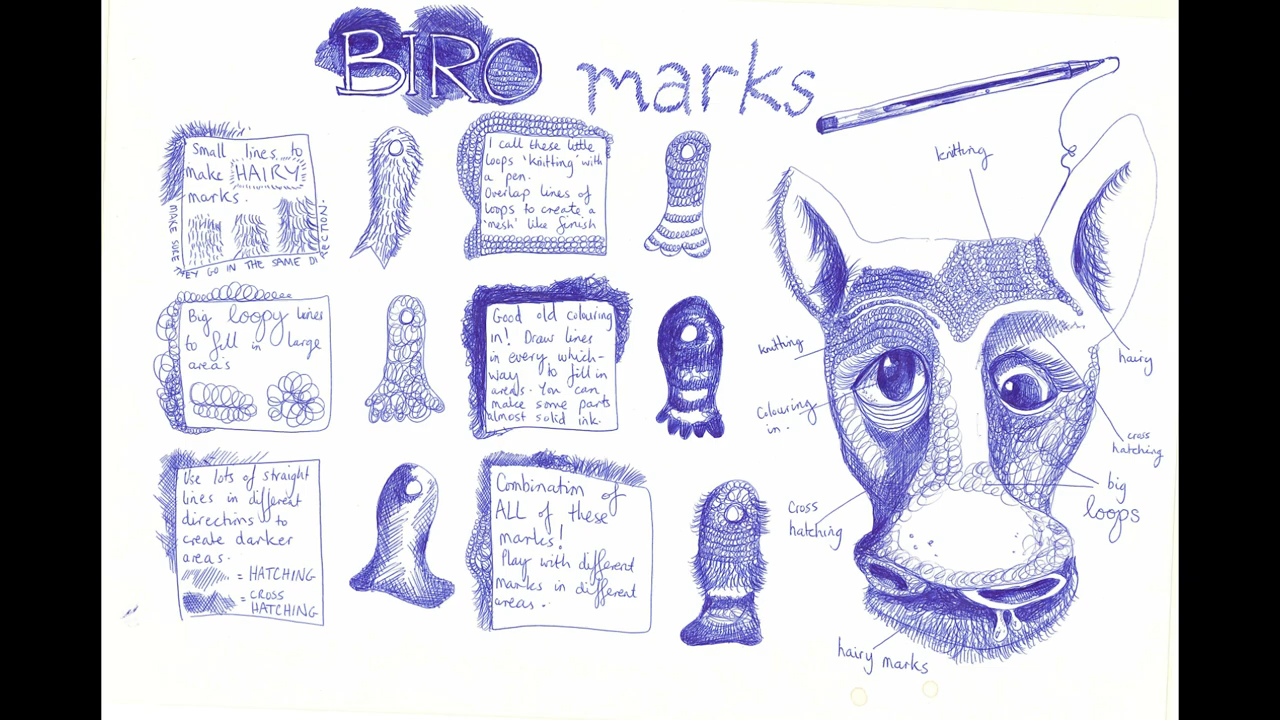 BIRO marks
Small lines to
make HAIRY
marks.
MAKE SURE THEY GO IN THE SAME DIRECTION.
I call these little
loops 'knitting' with
a pen.
Overlap lines of
loops to create a
'mesh' like finish
Big loopy lines
to fill in large
areas
Good old colouring
in! Draw lines
in every which-
way to fill in
areas. You can
make some parts
almost solid ink.
Use lots of straight
lines in different
directions to
create darker
areas.
= HATCHING
= CROSS
HATCHING
Combination of
ALL of these
marks!
Play with different
marks in different
areas.
knitting
knitting
Colouring
in.
Cross
hatching
hairy marks
hairy
cross
hatching
big
loops